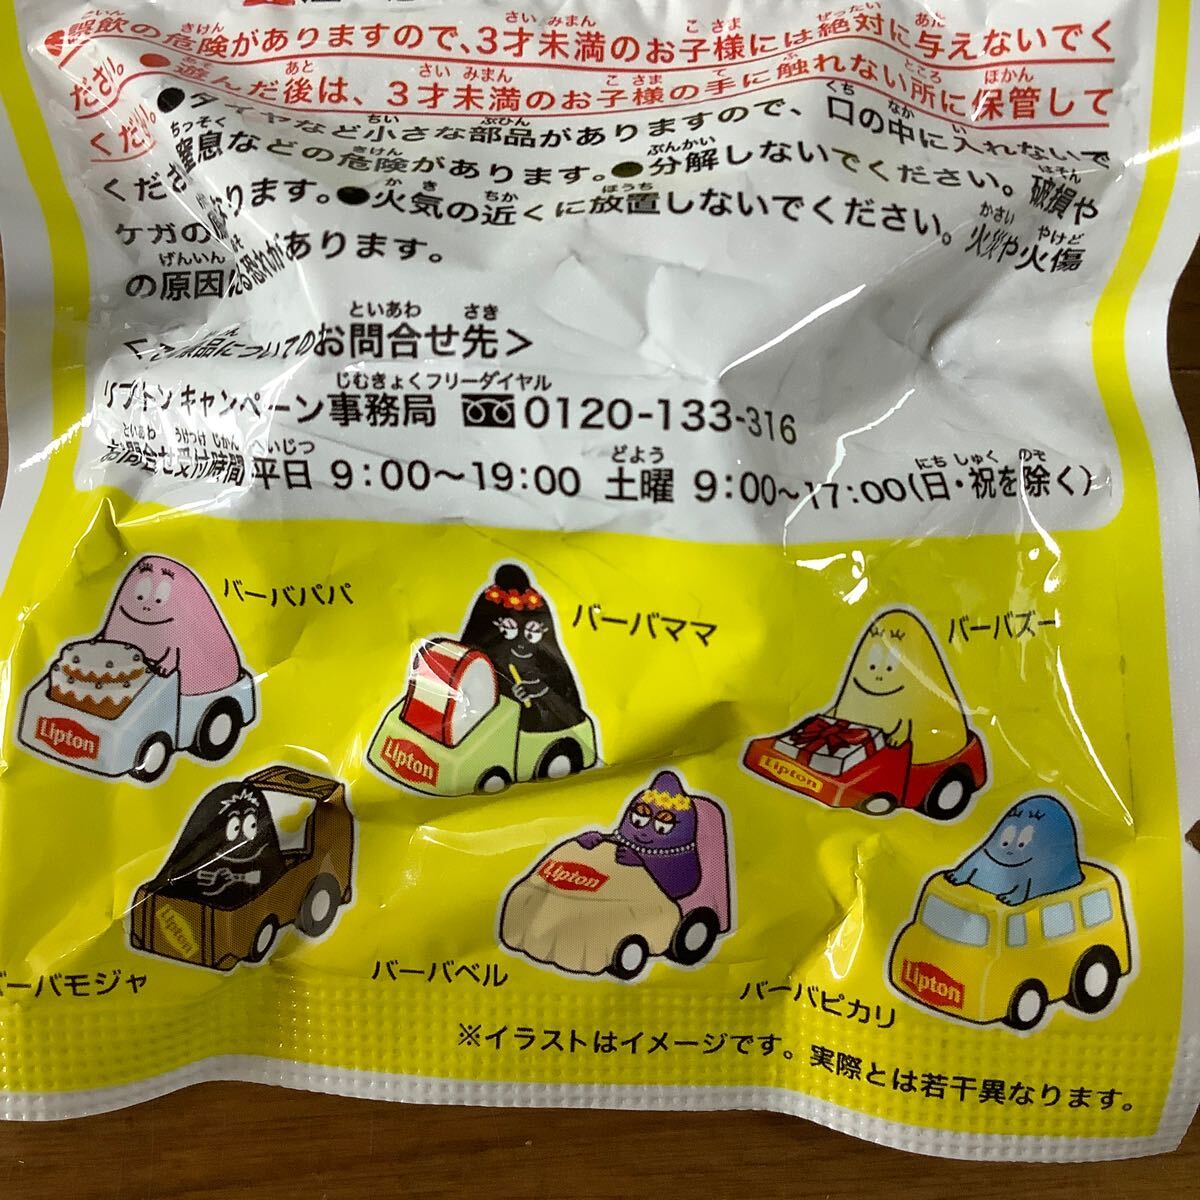 ●誤飲の危険がありますので、3才未満のお子様には絶対に与えないでく
ださい。
●遊んだ後は、3才未満のお子様の手に触れない所に保管して
ください。
●タイヤなど小さな部品がありますので、口の中に入れないで
くだ
窒息などの危険があります。●分解しないでください。破損や
ケガの
ります。●火気の近くに放置しないでください。火災や火傷
の原因
る恐れがあります。
品についてのお問合せ先>
リプトンキャンペーン事務局 0120-133-316
じむきょくフリーダイヤル
お問合せ受付時間 平日 9:00~19:00 土曜 9:00~17:00(日・祝を除く)
バーバパパ
バーバママ
バーバズー
Lipton
Lipton
Lipton
Lipton
Lipton
Lipton
ーバモジャ
バーバベル
バーバピカリ
※イラストはイメージです。実際とは若干異なります。